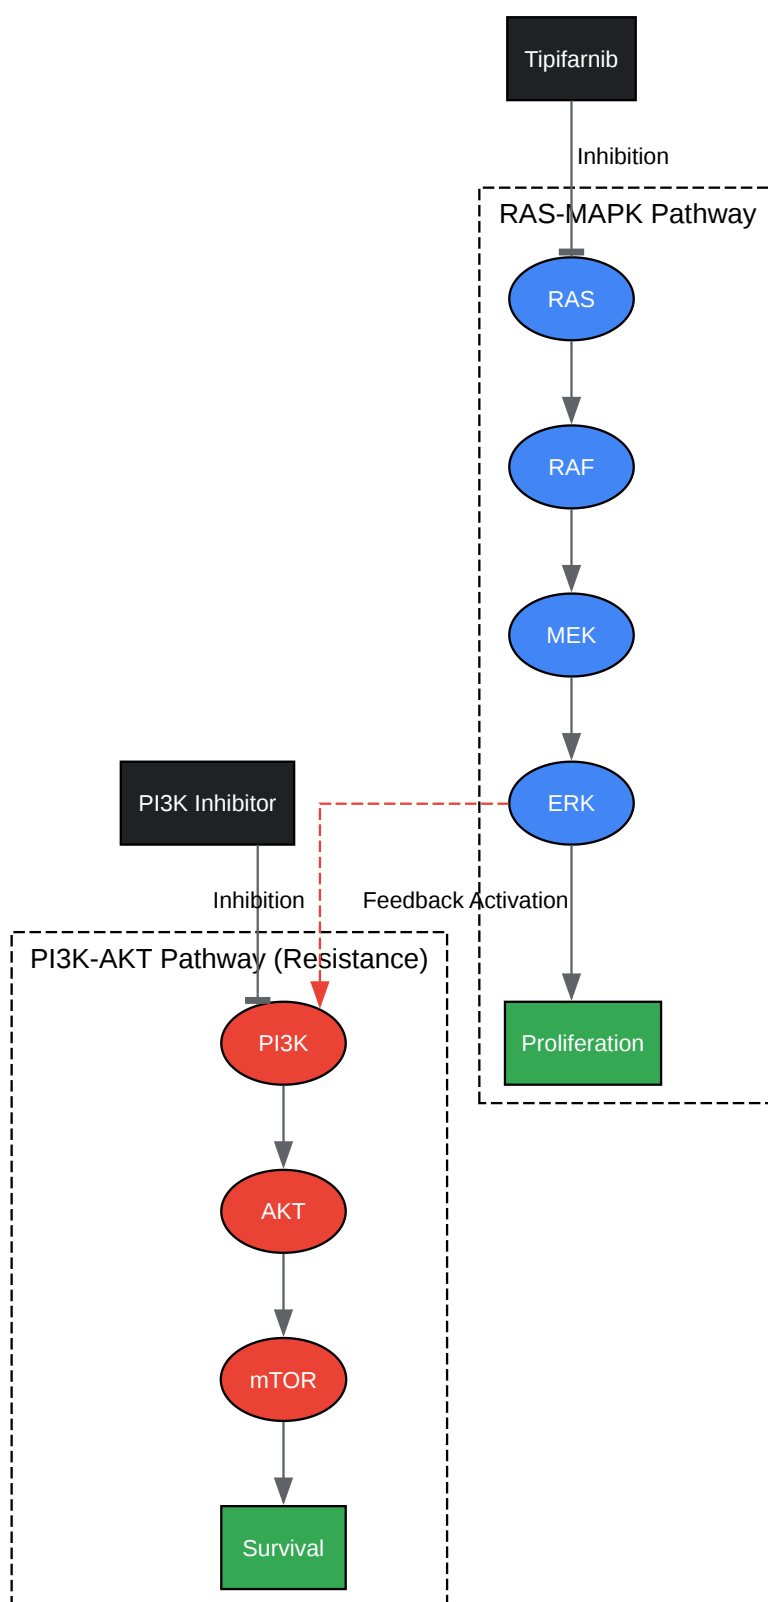 Tipifarnib
Inhibition
RAS-MAPK Pathway
RAS
RAF
MEK
PI3K Inhibitor
ERK
Inhibition
Feedback Activation
PI3K-AKT Pathway (Resistance)
PI3K
Proliferation
AKT
mTOR
Survival